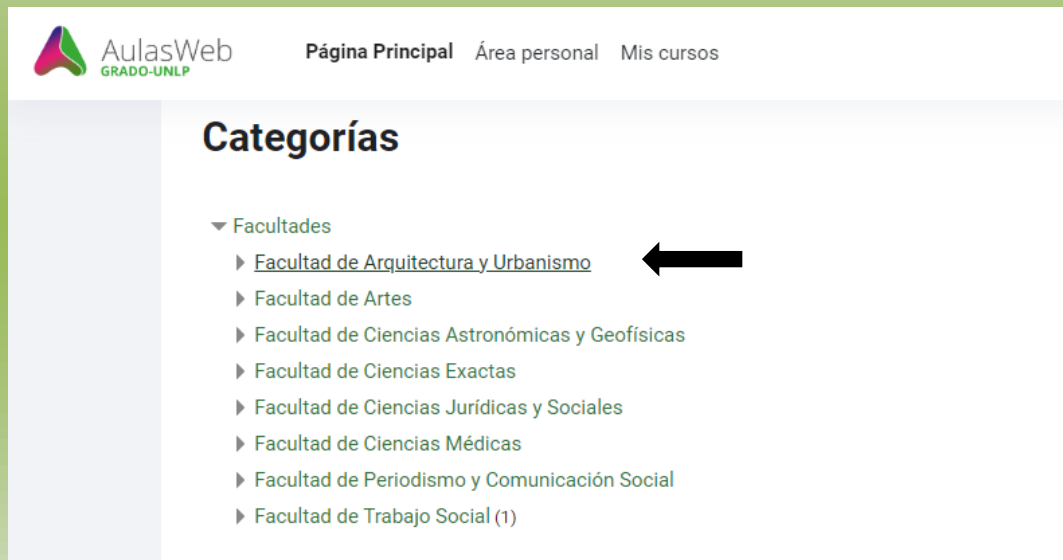 AulasWeb
GRADO-UNLP
Página Principal Área personal Mis cursos
Categorías
Facultades
Facultad de Arquitectura y Urbanismo
Facultad de Artes
Facultad de Ciencias Astronómicas y Geofísicas
Facultad de Ciencias Exactas
Facultad de Ciencias Jurídicas y Sociales
Facultad de Ciencias Médicas
Facultad de Periodismo y Comunicación Social
Facultad de Trabajo Social (1)